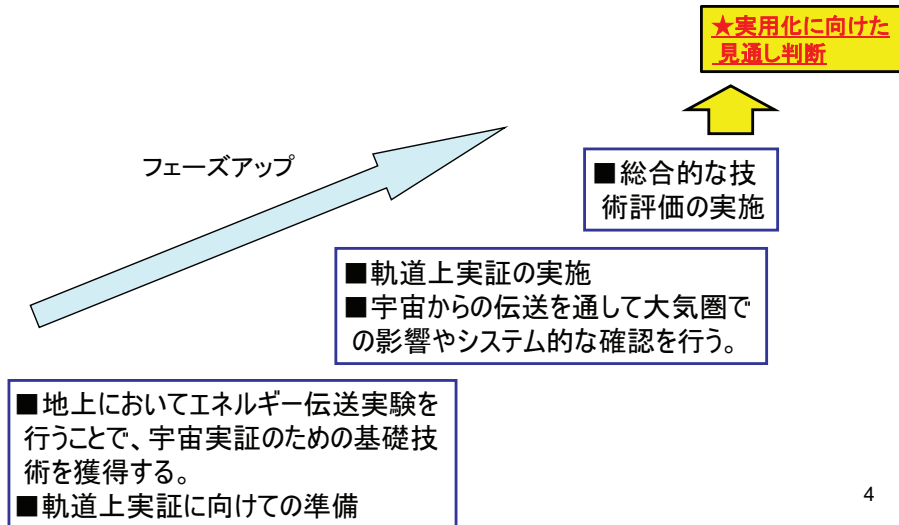 ★実用化に向けた
見通し判断
フェーズアップ
■総合的な技
術評価の実施
■軌道上実証の実施
■宇宙からの伝送を通して大気圏で
の影響やシステム的な確認を行う。
■地上においてエネルギー伝送実験を
行うことで、宇宙実証のための基礎技
術を獲得する。
■軌道上実証に向けての準備
4